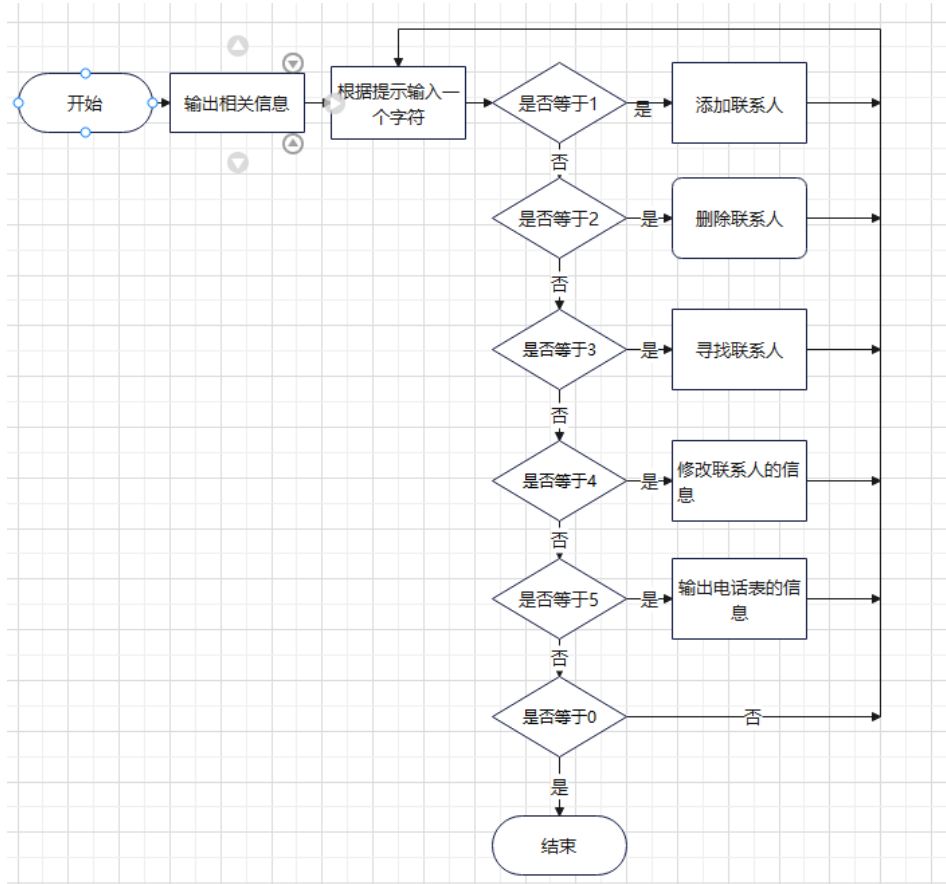 开始
输出相关信息
根据提示输入一
个字符
是否等于1
是
添加联系人
否
是否等于2
是
删除联系人
否
是否等于3
是
寻找联系人
否
是否等于4
是
修改联系人的信
息
否
是否等于5
是
输出电话表的信
息
否
是否等于0
否
是
结束